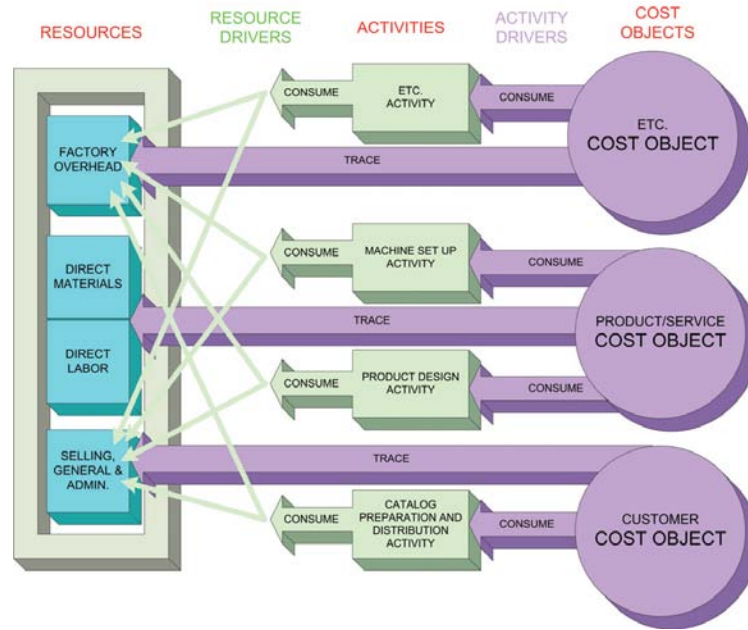 RESOURCES
RESOURCE
DRIVERS
ACTIVITIES
ACTIVITY
DRIVERS
COST
OBJECTS
CONSUME
ETC.
ACTIVITY
CONSUME
ETC.
COST OBJECT
FACTORY
OVERHEAD
TRACE
CONSUME
MACHINE SET UP
ACTIVITY
CONSUME
DIRECT
MATERIALS
TRACE
PRODUCT/SERVICE
COST OBJECT
DIRECT
LABOR
CONSUME
PRODUCT DESIGN
ACTIVITY
CONSUME
SELLING,
GENERAL &
ADMIN.
TRACE
CONSUME
CATALOG
PREPARATION AND
DISTRIBUTION
ACTIVITY
CONSUME
CUSTOMER
COST OBJECT